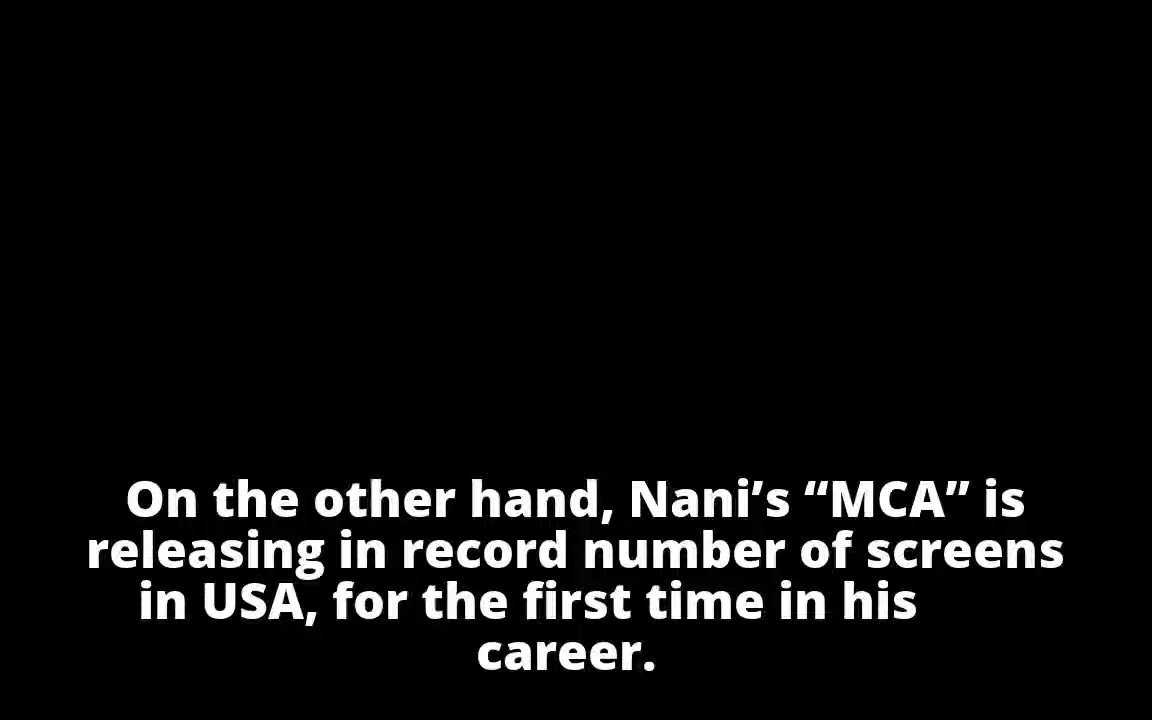 On the other hand, Nani’s “MCA” is
releasing in record number of screens
in USA, for the first time in his
career.